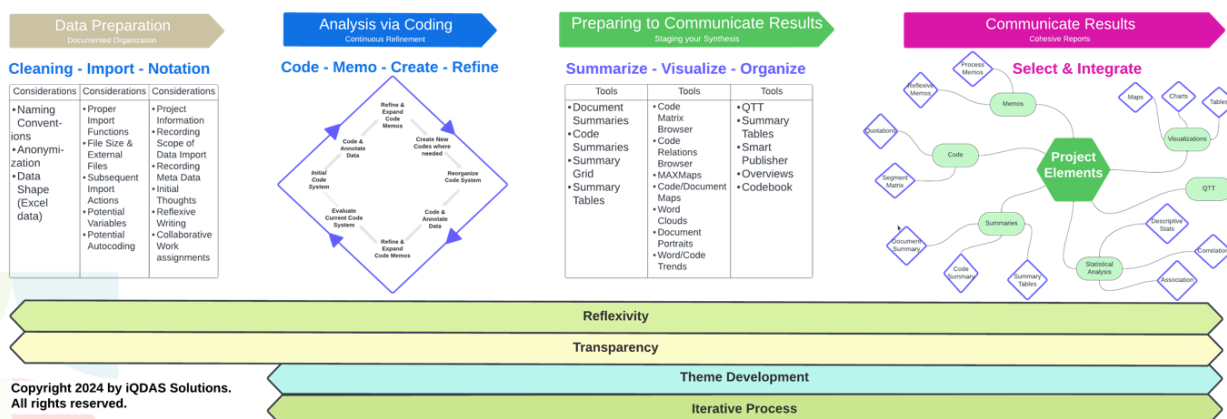 Data Preparation
Documented Organization
Cleaning - Import - Notation
Considerations
•Naming
Convent-
ions
•Anonymi-
zation
•Data
Shape
(Excel
data)
Considerations
•Proper
Import
Functions
•File Size &
External
Files
•Subsequent
Import
Actions
•Potential
Variables
•Potential
Autocoding
Considerations
•Project
Information
•Recording
Scope of
Data Import
•Recording
Meta Data
•Initial
Thoughts
•Reflexive
Writing
•Collaborative
Work
assignments
Analysis via Coding
Continuous Refinement
Code - Memo - Create - Refine
Refine &
Expand
Code
Memos
Create New
Codes where
needed
Reorganize
Code System
Code &
Annotate
Data
Refine &
Expand
Code Memos
Evaluate
Current Code
System
Initial
Code
System
Code &
Annotate
Data
Preparing to Communicate Results
Staging your Synthesis
Summarize - Visualize - Organize
Tools
•Document
Summaries
•Code
Summaries
•Summary
Grid
•Summary
Tables
Tools
•Code
Matrix
Browser
•Code
Relations
Browser
•MAXMaps
•Code/Document
Maps
•Word
Clouds
•Document
Portraits
•Word/Code
Trends
Tools
•QTT
•Summary
Tables
•Smart
Publisher
•Overviews
•Codebook
Communicate Results
Cohesive Reports
Select & Integrate
Process
Memos
Reflexive
Memos
Memos
Quotations
Code
Segment
Matrix
Project
Elements
Maps
Charts
Tables
Visualizations
QTT
Summaries
Document
Summary
Code
Summary
Summary
Tables
Statistical
Analysis
Descriptive
Stats
Correlation
Association
Reflexivity
Transparency
Theme Development
Iterative Process
Copyright 2024 by iQDAS Solutions.
All rights reserved.